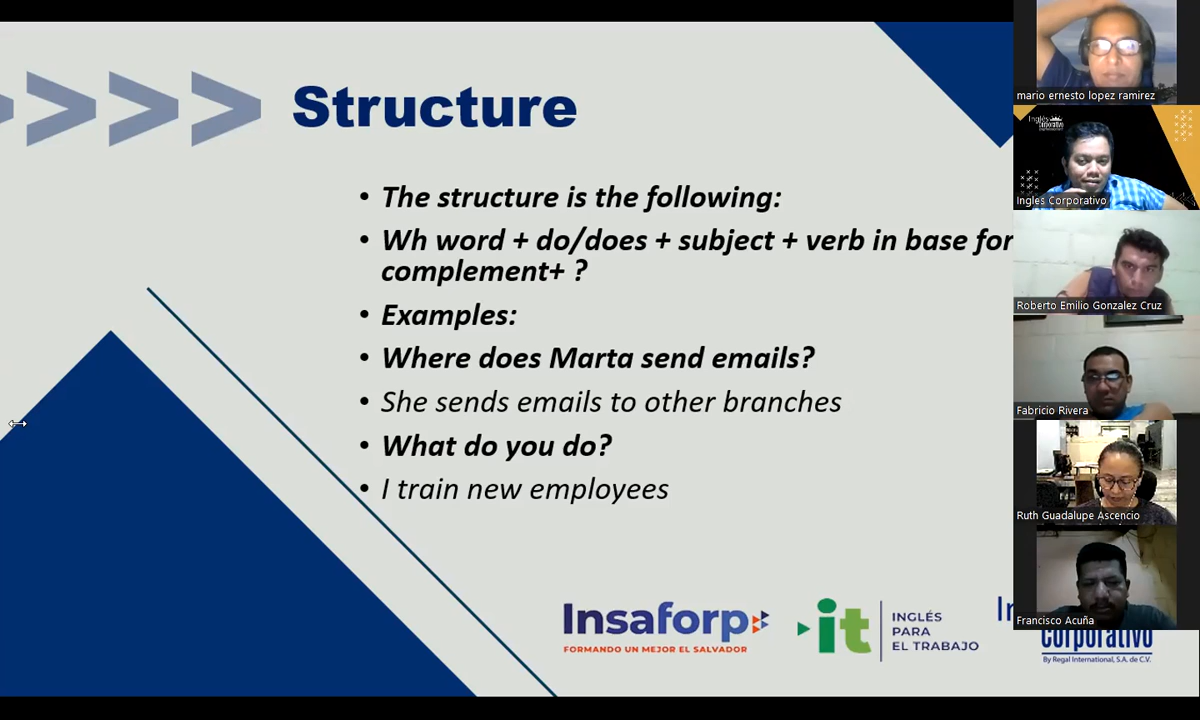 Structure
• The structure is the following:
• Wh word + do/does + subject + verb in base for
complement+ ?
• Examples:
• Where does Marta send emails?
• She sends emails to other branches
• What do you do?
• I train new employees
Insaforp
FORMANDO UN MEJOR EL SALVADOR
it
INGLÉS
PARA
EL TRABAJO
corporativo
By Regal International, S.A. de C.V.
mario ernesto lopez ramirez
Inglés
Corporativo
Ingles Corporativo
Roberto Emilio Gonzalez Cruz
Fabricio Rivera
Ruth Guadalupe Ascencio
Francisco Acuña